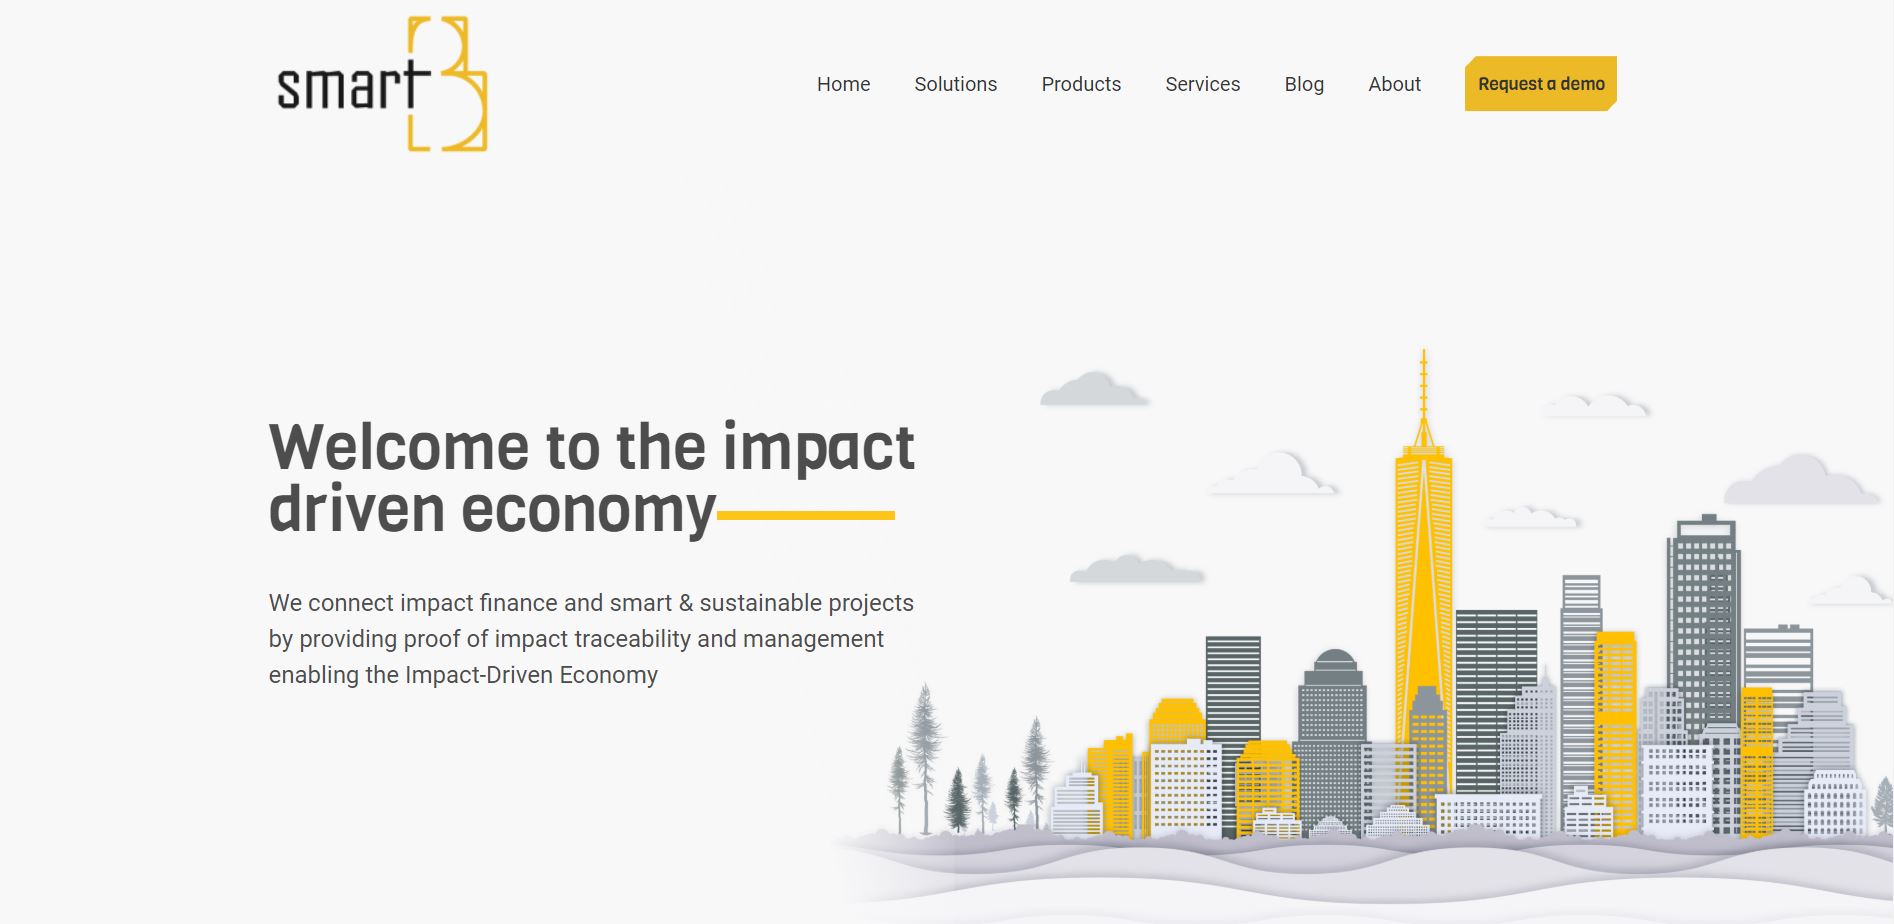 smart B
Home
Solutions
Products
Services
Blog
About
Request a demo
Welcome to the impact
driven economy
We connect impact finance and smart & sustainable projects
by providing proof of impact traceability and management
enabling the Impact-Driven Economy